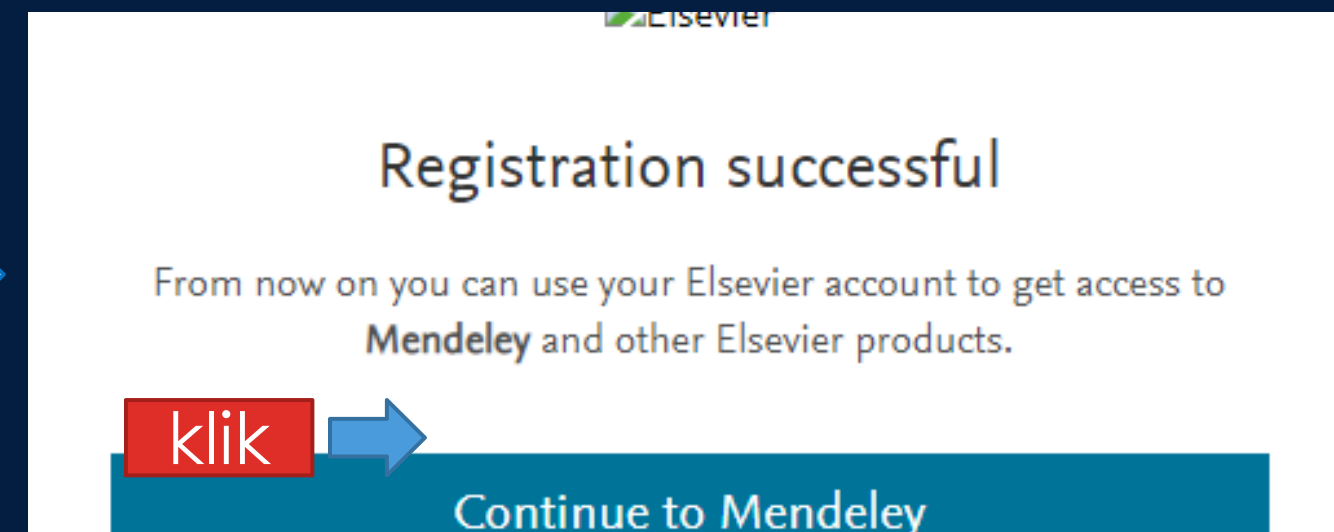 Elsevier
Registration successful
From now on you can use your Elsevier account to get access to
Mendeley and other Elsevier products.
klik
Continue to Mendeley